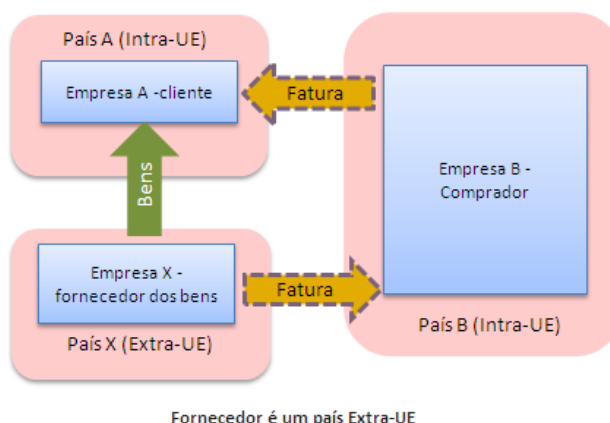 País A (Intra-UE)
Empresa A -cliente
Fatura
Bens
Empresa B -
Comprador
Empresa X -
fornecedor dos bens
Fatura
País X (Extra-UE)
País B (Intra-UE)
Fornecedor é um país Extra-UE